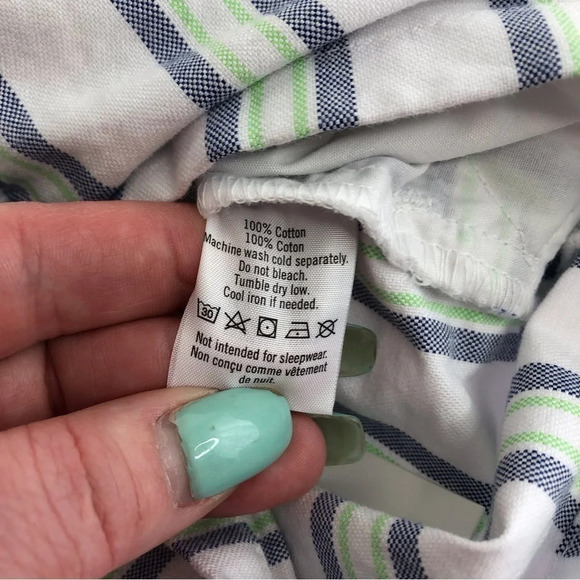 100% Cotton
100% Coton
Machine wash cold separately.
Do not bleach.
Tumble dry low.
Cool iron if needed.
30
Not intended for sleepwear.
Non conçu comme vêtement
de nuit.